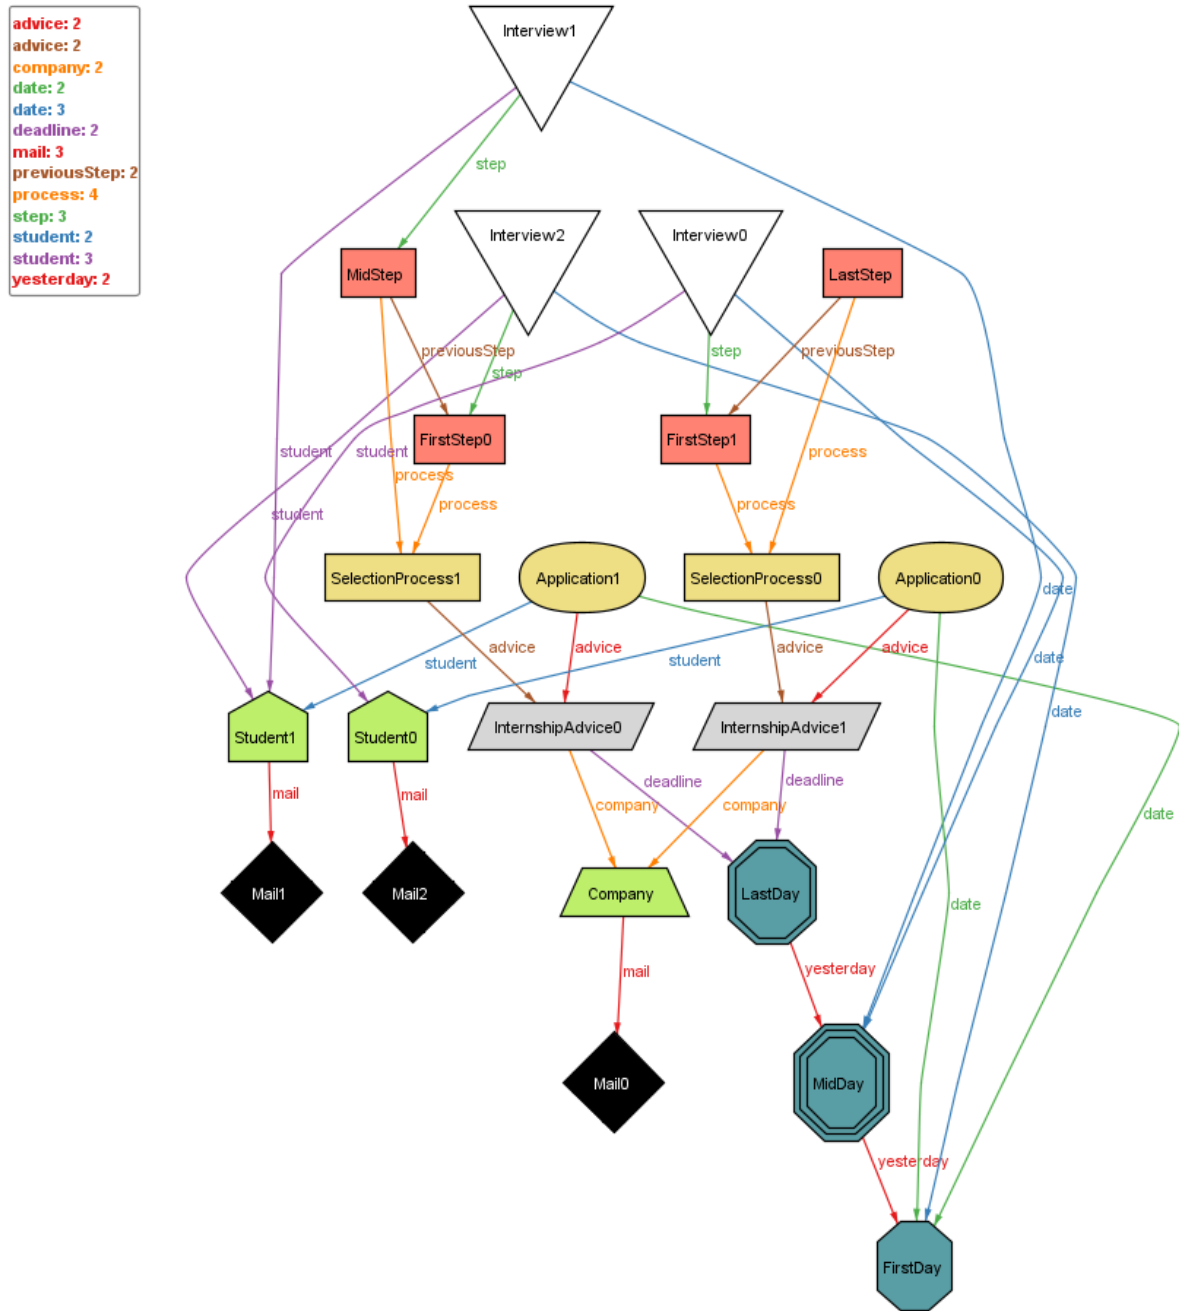 advice: 2
advice: 2
company: 2
date: 2
date: 3
deadline: 2
mail: 3
previousStep: 2
process: 4
step: 3
student: 2
student: 3
yesterday: 2
Interview1
step
Interview2
Interview0
MidStep
LastStep
previousStep
step
previousStep
step
FirstStep0
FirstStep1
student
student
process
process
process
process
student
SelectionProcess1
Application1
SelectionProcess0
Application0
date
advice
advice
advice
advice
student
student
date
date
Student1
Student0
InternshipAdvice0
InternshipAdvice1
mail
mail
deadline
deadline
company
company
date
Mail1
Mail2
Company
LastDay
date
mail
yesterday
Mail0
MidDay
yesterday
FirstDay